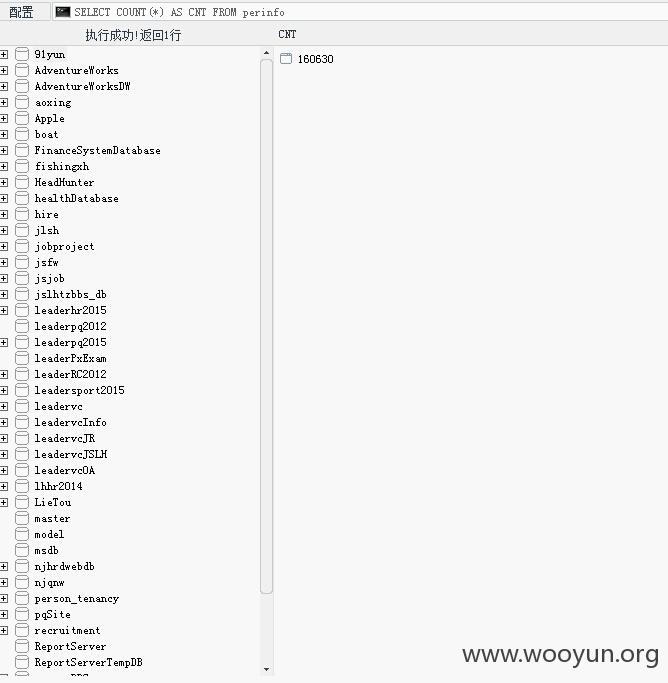 配置 SELECT COUNT(*) AS CNT FROM perinfo
执行成功!返回1行 CNT
91yun
160630
AdventureWorks
AdventureWorksDW
aoxing
Apple
boat
FinanceSystemDatabase
fishingxh
HeadHunter
healthDatabase
hire
jlsh
jobproject
jsfw
jsjob
jslhtzbbs_db
leaderhr2015
leaderpq2012
leaderpq2015
leaderPxExam
leaderRC2012
leadersport2015
leadervc
leadervcInfo
leadervcJR
leadervcJSLH
leadervcOA
lhhr2014
LieTou
master
model
msdb
njhrdwebdb
njqnw
person_tenancy
pqSite
recruitment
ReportServer
ReportServerTempDB
www.wooyun.org